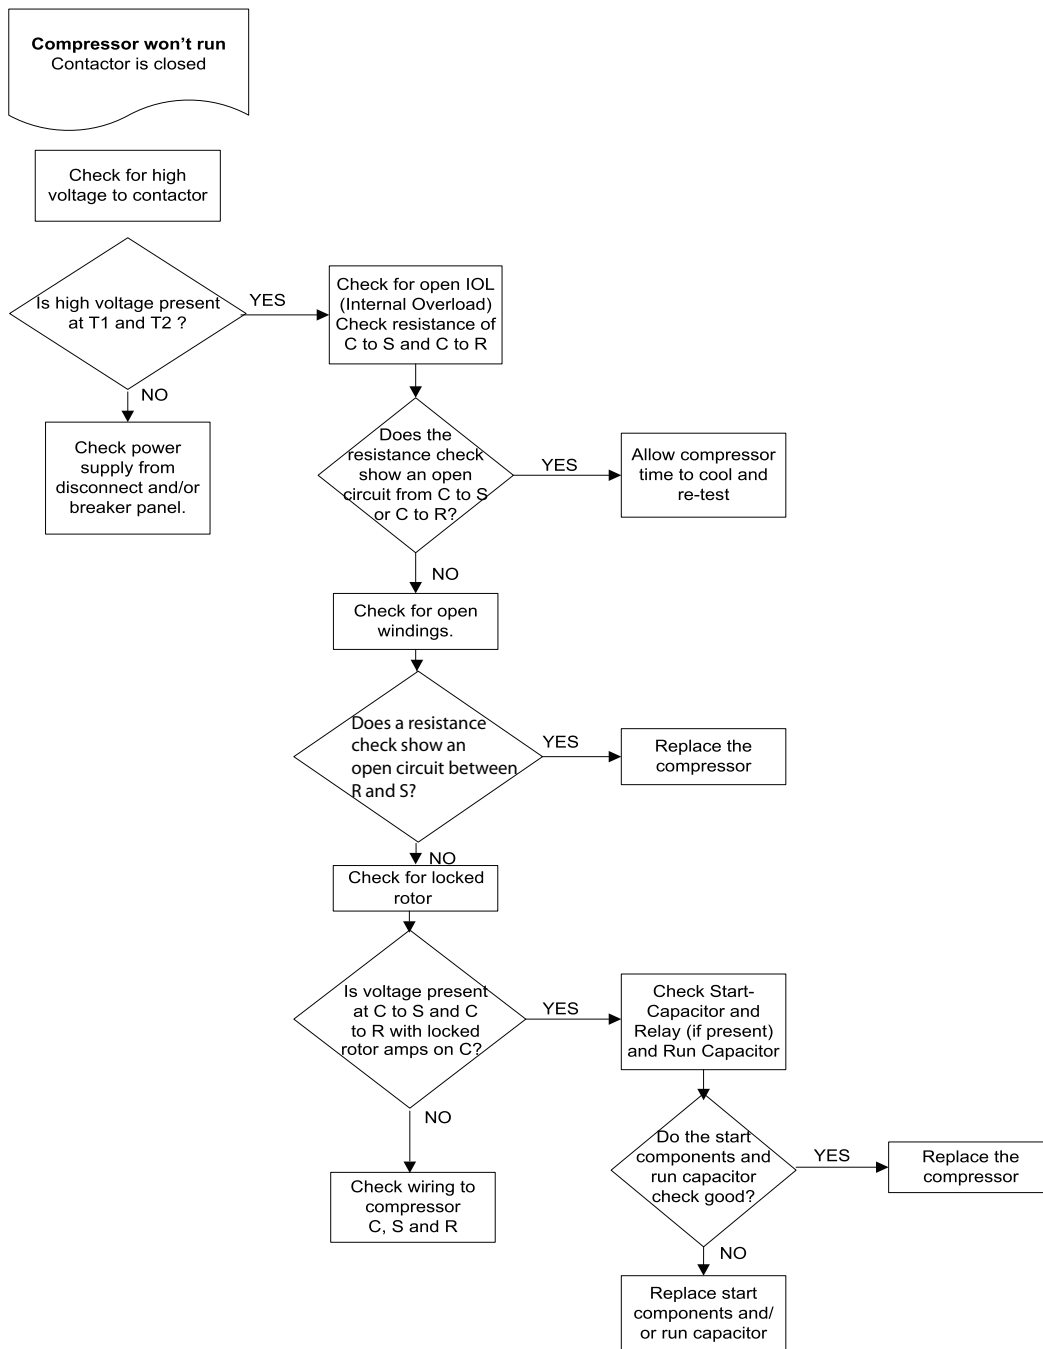 Compressor won’t run
Contactor is closed
Check for high
voltage to contactor
Is high voltage present
at T1 and T2 ?
YES
NO
Check power
supply from
disconnect and/or
breaker panel.
Check for open IOL
(Internal Overload)
Check resistance of
C to S and C to R
Does the
resistance check
show an open
circuit from C to S
or C to R?
YES
Allow compressor
time to cool and
re-test
NO
Check for open
windings.
Does a resistance
check show an
open circuit between
R and S?
YES
Replace the
compressor
NO
Check for locked
rotor
Is voltage present
at C to S and C
to R with locked
rotor amps on C?
YES
NO
Check wiring to
compressor
C, S and R
Check Start-
Capacitor and
Relay (if present)
and Run Capacitor
Do the start
components and
run capacitor
check good?
YES
Replace the
compressor
NO
Replace start
components and/
or run capacitor